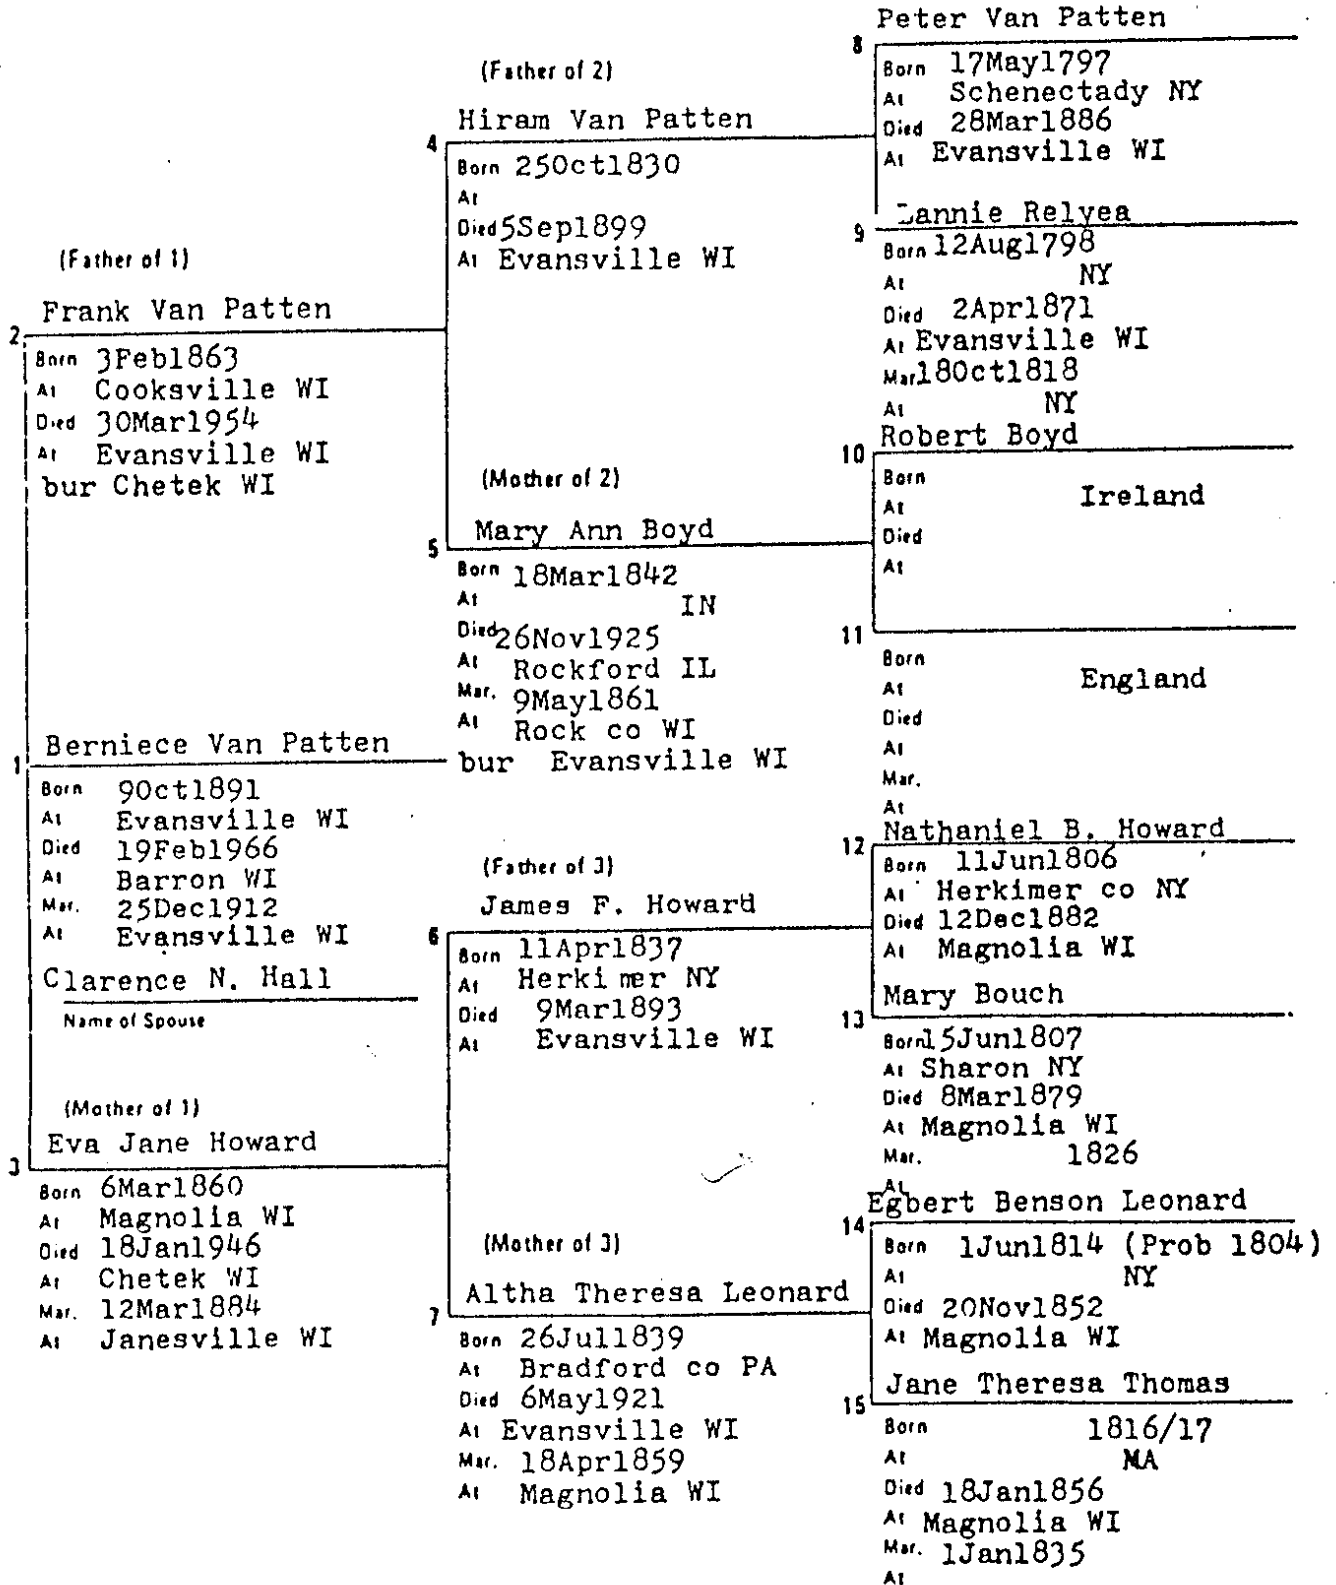 (Father of 1)
2
Frank Van Patten
Born 3Feb1863
At Cooksville WI
Died 30Mar1954
At Evansville WI
bur Chetek WI
1
Berniece Van Patten
Born 9Oct1891
At Evansville WI
Died 19Feb1966
At Barron WI
Mar. 25Dec1912
At Evansville WI
Clarence N. Hall
Name of Spouse
(Mother of 1)
3
Eva Jane Howard
Born 6Mar1860
At Magnolia WI
Died 18Jan1946
At Chetek WI
Mar. 12Mar1884
At Janesville WI
(Father of 2)
4
Hiram Van Patten
Born 25Oct1830
At
Died 5Sep1899
At Evansville WI
(Mother of 2)
5
Mary Ann Boyd
Born 18Mar1842
At IN
Died 26Nov1925
At Rockford IL
Mar. 9May1861
At Rock co WI
bur Evansville WI
(Father of 3)
6
James F. Howard
Born 11Apr1837
At Herkimer NY
Died 9Mar1893
At Evansville WI
(Mother of 3)
7
Altha Theresa Leonard
Born 26Jul1839
At Bradford co PA
Died 6May1921
At Evansville WI
Mar. 18Apr1859
At Magnolia WI
8
Peter Van Patten
Born 17May1797
At Schenectady NY
Died 28Mar1886
At Evansville WI
9
Relyea
Born 12Aug1798
At NY
Died 2Apr1871
At Evansville WI
Mar. 18Oct1818
At NY
10
Robert Boyd
Born
At Ireland
Died
At
11
Born
At England
Died
At
Mar.
At
12
Nathaniel B. Howard
Born 11Jun1806
At Herkimer co NY
Died 12Dec1882
At Magnolia WI
13
Mary Bouch
Born 15Jun1807
At Sharon NY
Died 8Mar1879
At Magnolia WI
Mar. 1826
At
14
Egbert Benson Leonard
Born 1Jun1814 (Prob 1804)
At NY
Died 20Nov1852
At Magnolia WI
15
Jane Theresa Thomas
Born 1816/17
At MA
Died 18Jan1856
At Magnolia WI
Mar. 1Jan1835
At